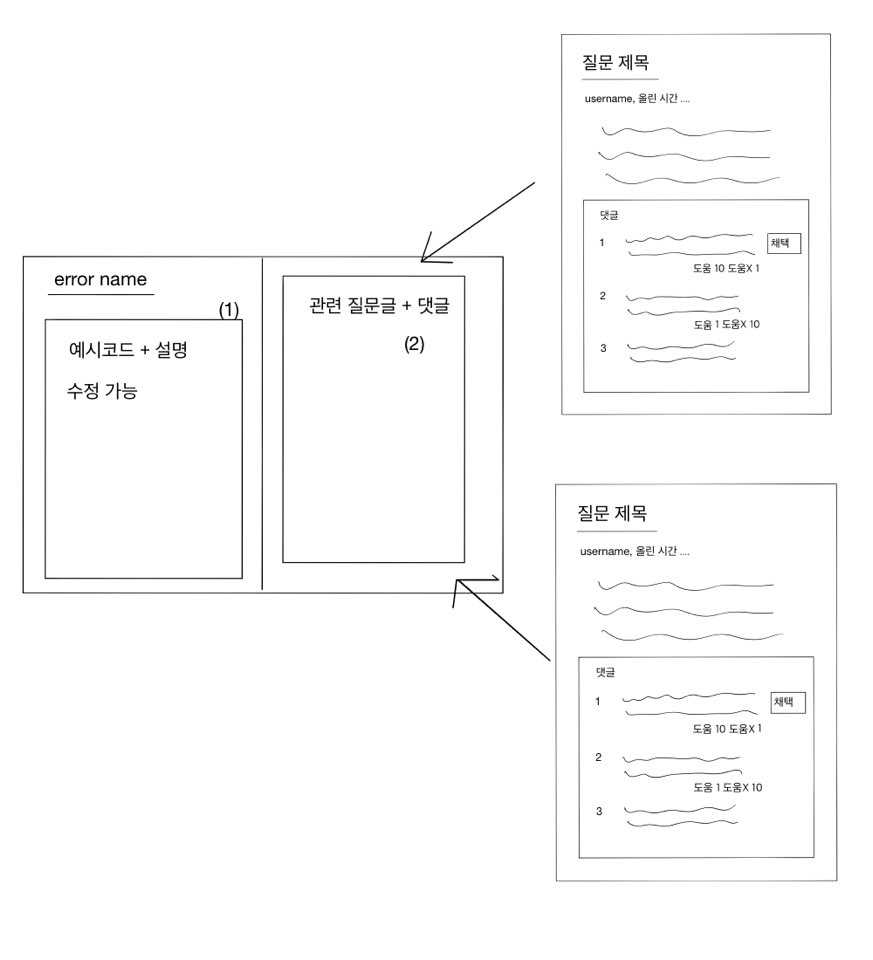 error name
(1)
예시코드 + 설명
수정 가능
관련 질문글 + 댓글
(2)
질문 제목
username, 올린 시간 ....
댓글
1
채택
도움 10 도움X 1
2
도움 1 도움X 10
3
질문 제목
username, 올린 시간 ....
댓글
1
채택
도움 10 도움X 1
2
도움 1 도움X 10
3